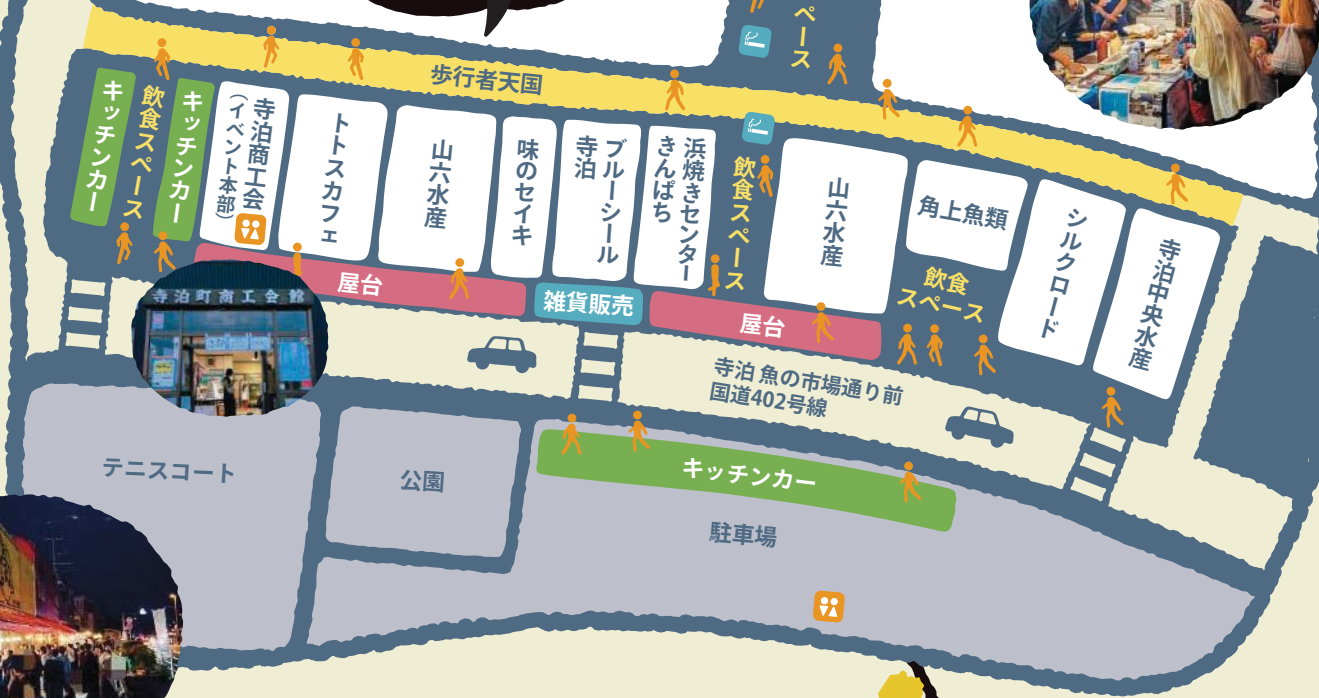 ペース
歩行者天国
キッチンカー
飲食スペース
キッチンカー
寺泊商工会
（イベント本部）
トトスカフェ
山六水産
味のセイキ
ブルーシール
寺泊
浜焼きセンター
きんぱち
飲食スペース
山六水産
角上魚類
飲食
スペース
シルクロード
寺泊中央水産
屋台
雑貨販売
屋台
寺泊町商工会館
寺泊 魚の市場通り前
国道402号線
テニスコート
公園
キッチンカー
駐車場